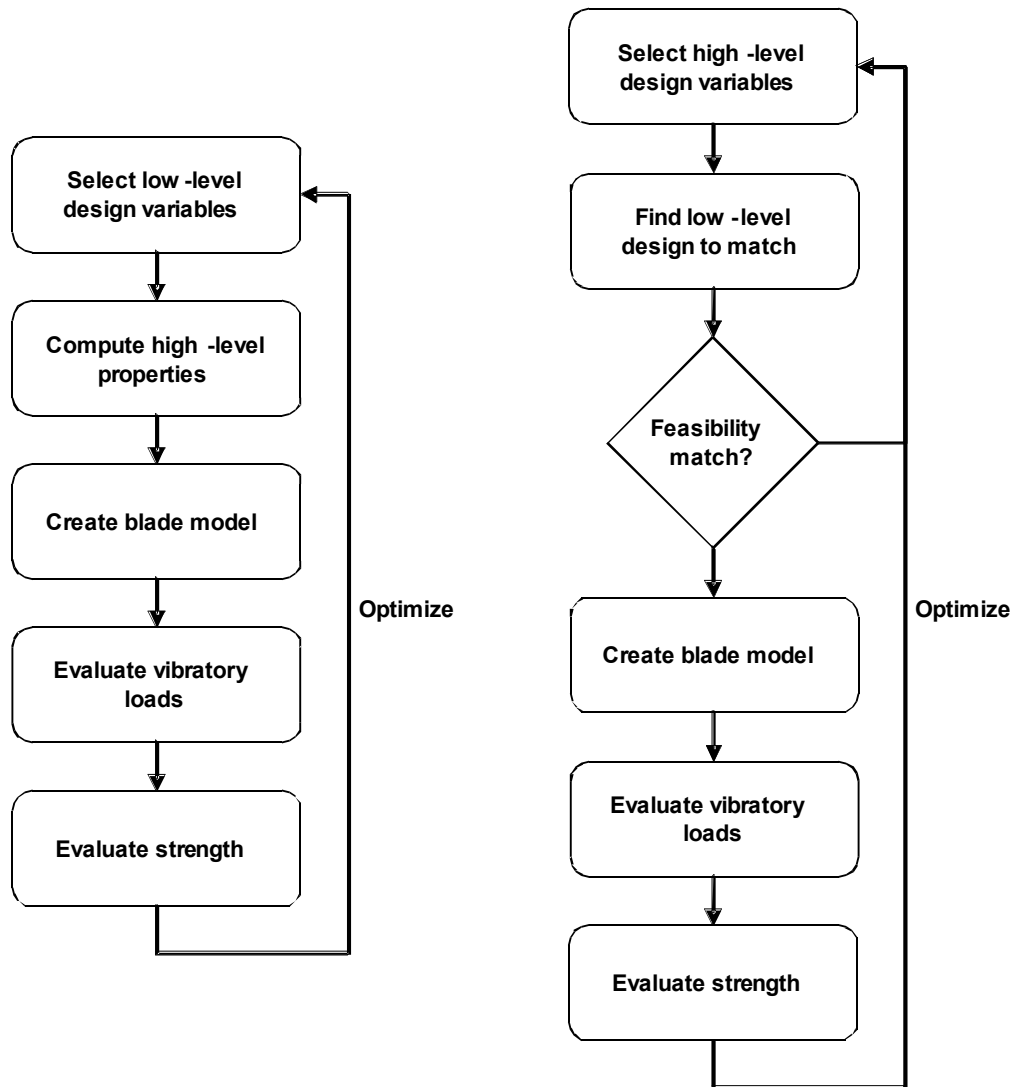 Select low -level
design variables
Compute high -level
properties
Create blade model
Evaluate vibratory
loads
Evaluate strength
Optimize
Select high -level
design variables
Find low -level
design to match
Feasibility
match?
Create blade model
Evaluate vibratory
loads
Evaluate strength
Optimize